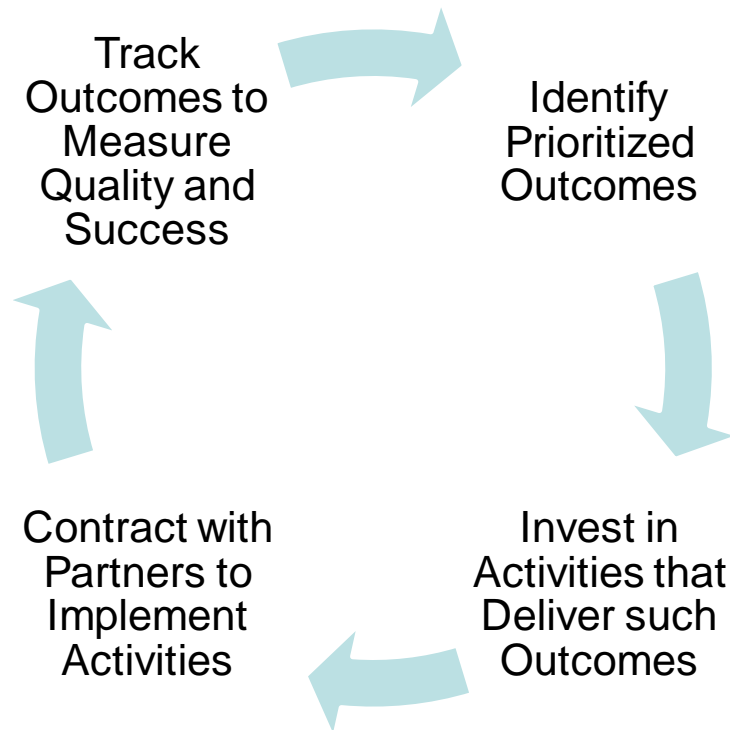 Track
Outcomes to
Measure
Quality and
Success
Identify
Prioritized
Outcomes
Contract with
Partners to
Implement
Activities
Invest in
Activities that
Deliver such
Outcomes